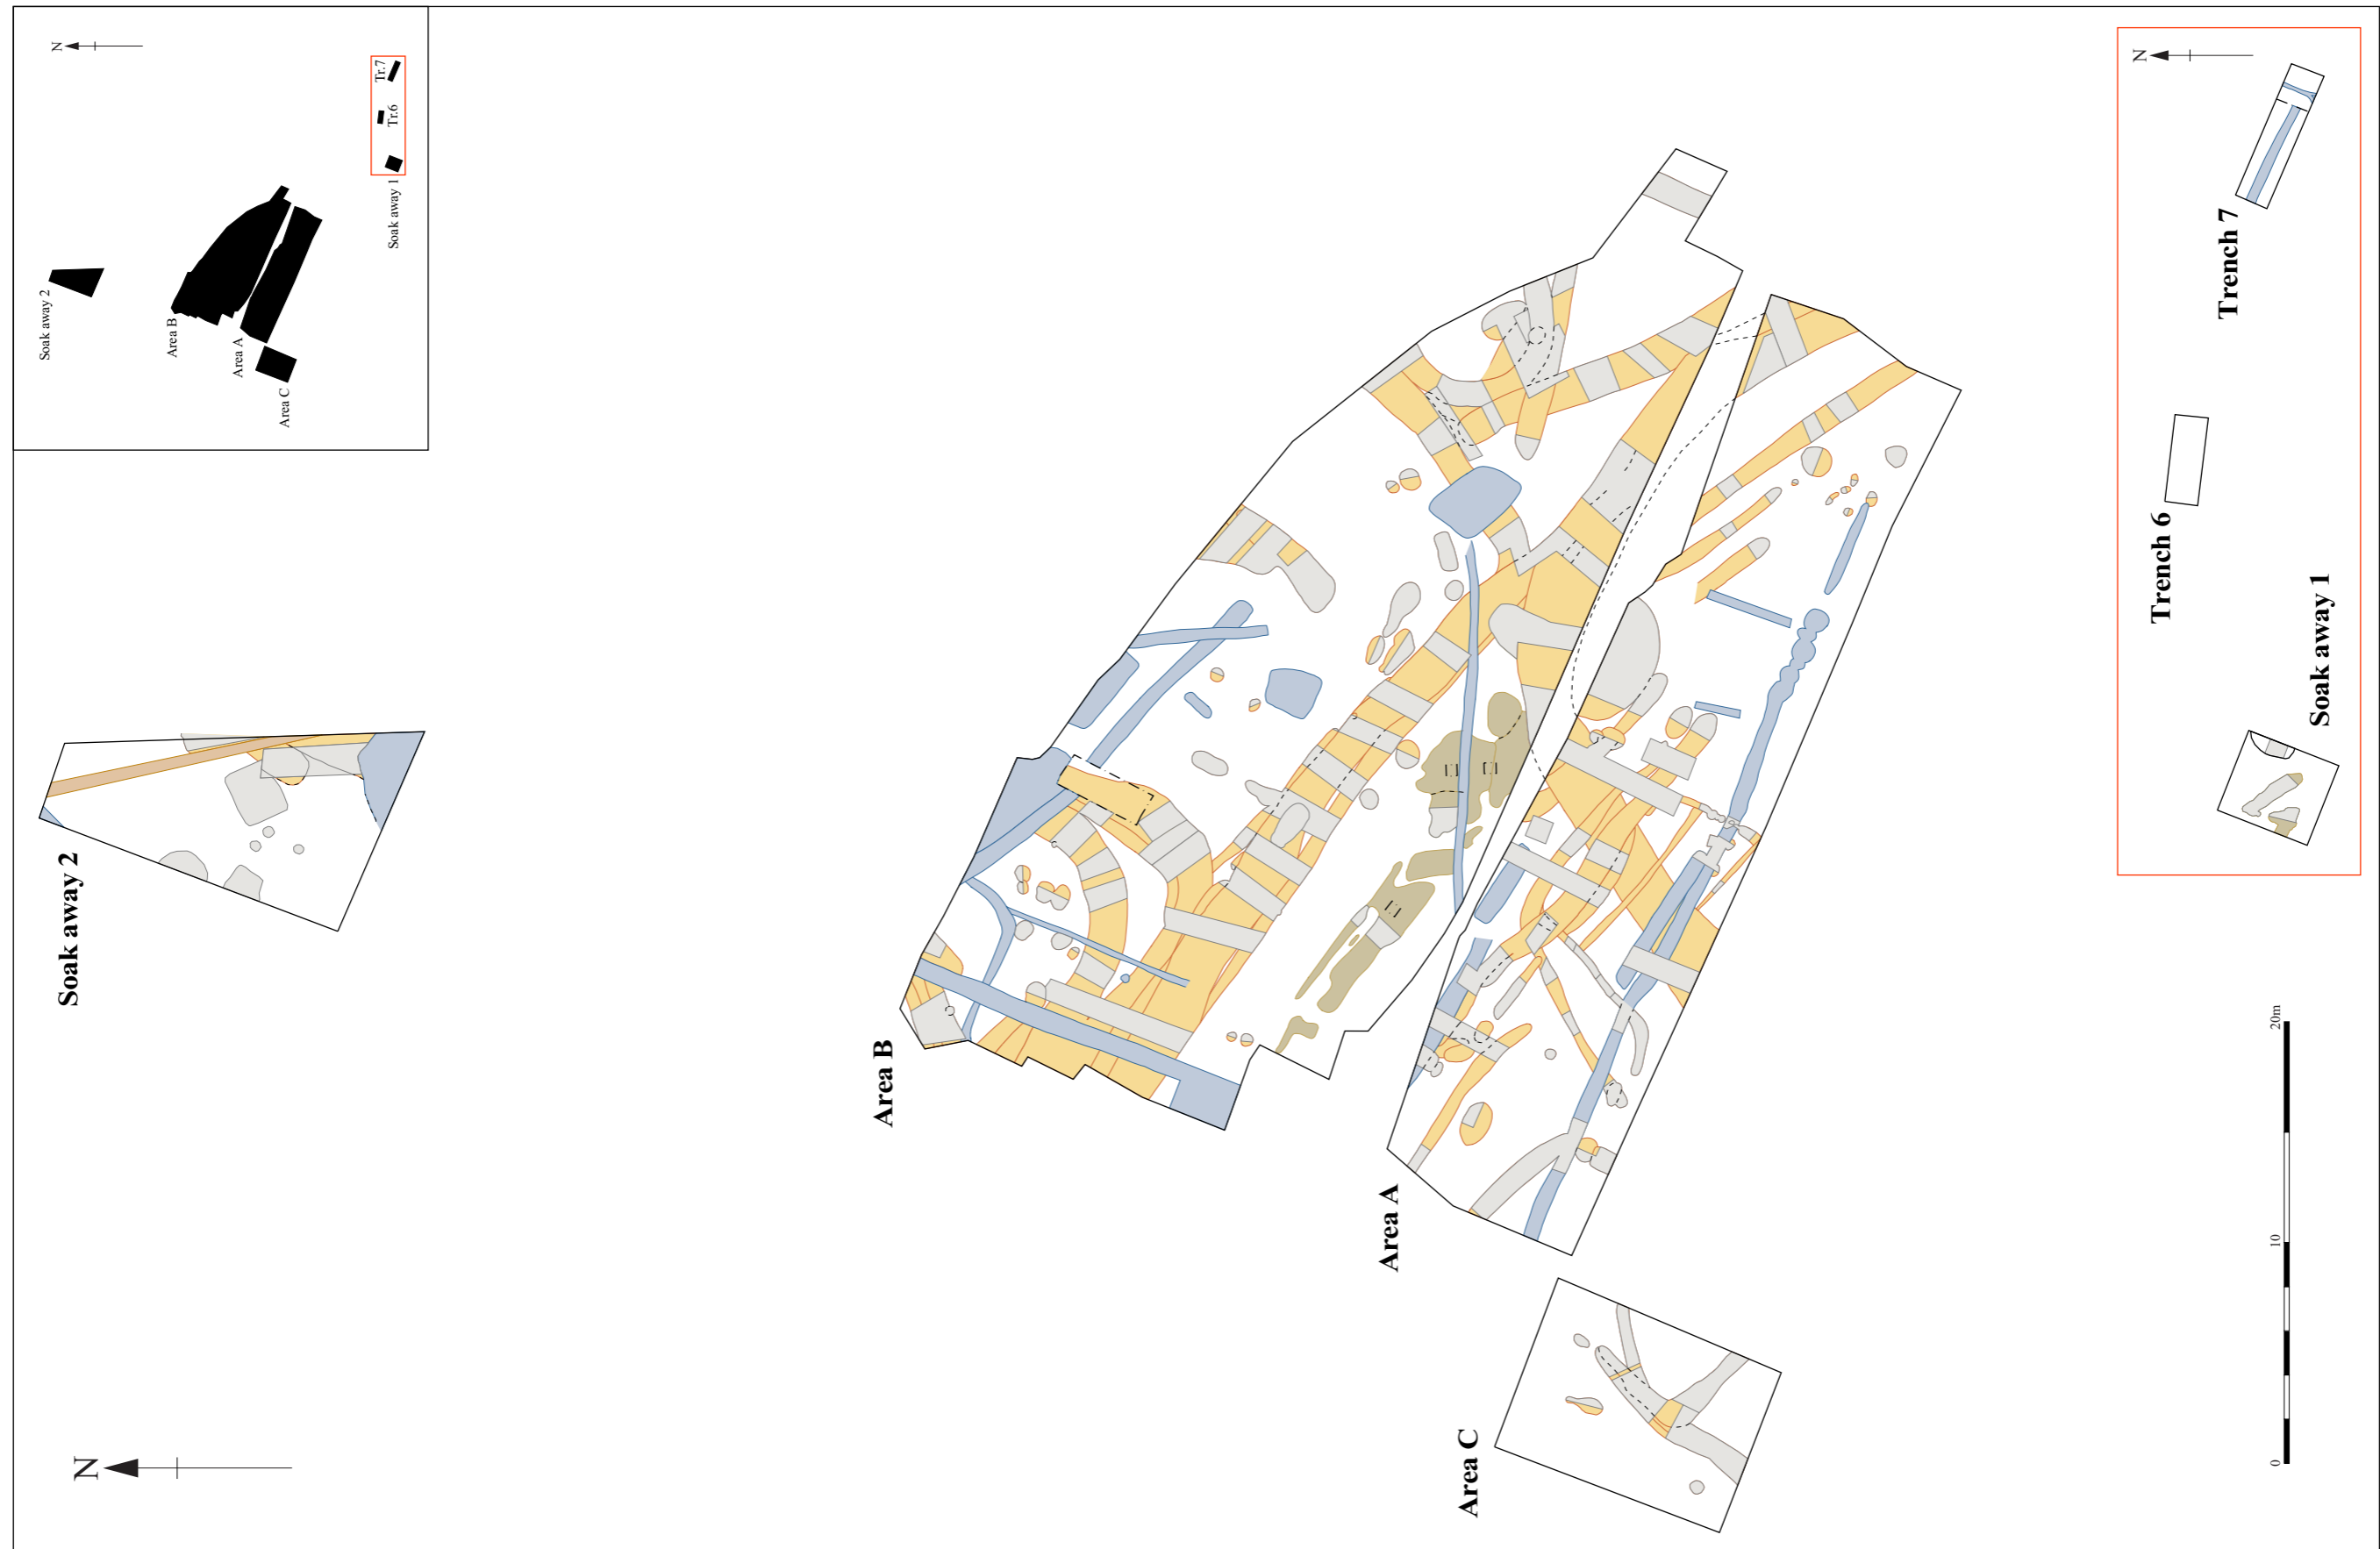 N
Soak away 2
Area B
Area A
Area C
Soak away 1
Tr.6
Tr.7
N
Soak away 2
Area B
Area A
Area C
N
Trench 7
Trench 6
Soak away 1
0
10
20m